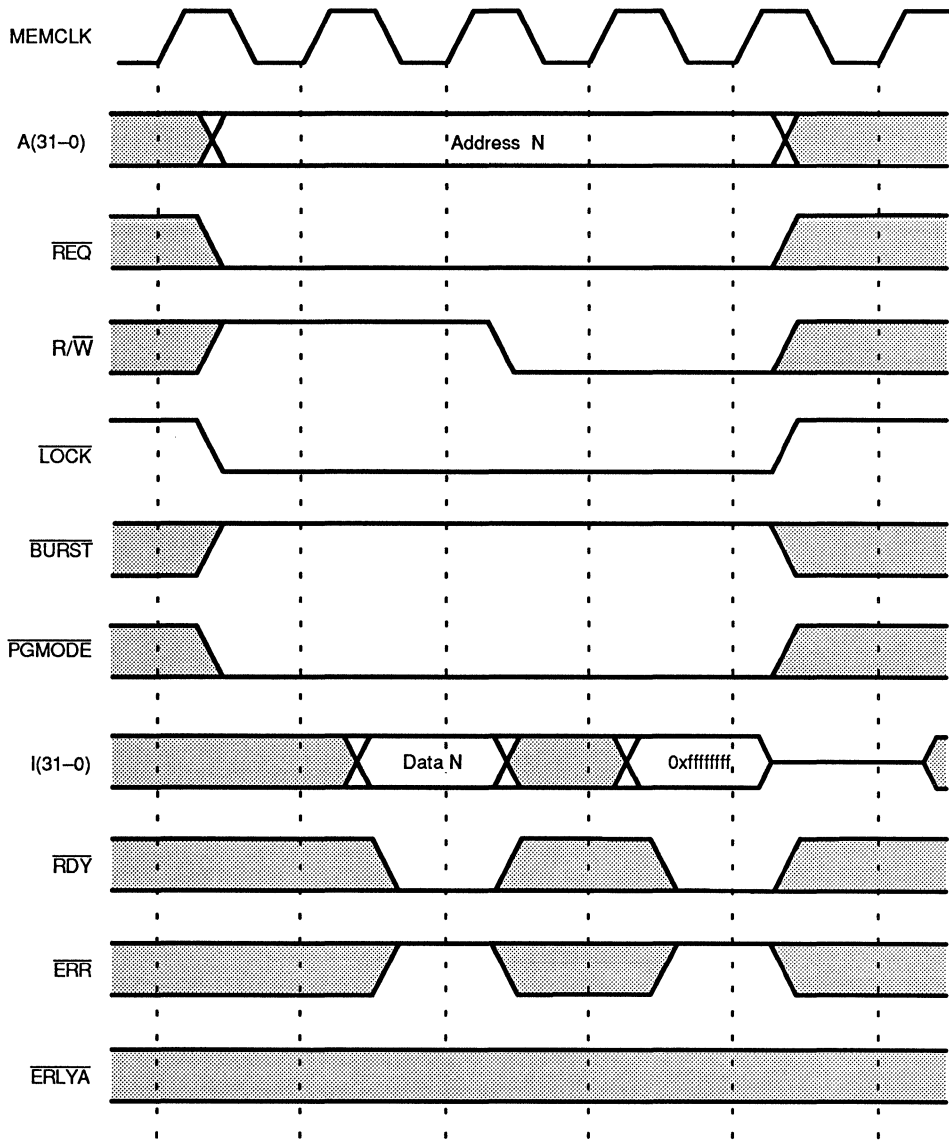 MEMCLK
A(31–0)
Address N
REQ
R/W
LOCK
BURST
PGMODE
I(31–0)
Data N
0xffffffff
RDY
ERR
ERLYA